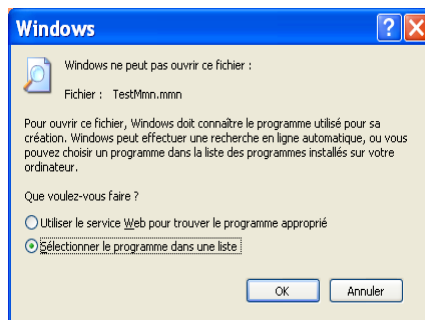 Windows
Windows ne peut pas ouvrir ce fichier :
Fichier : TestMmn.mmn
Pour ouvrir ce fichier, Windows doit connaître le programme utilisé pour sa
création. Windows peut effectuer une recherche en ligne automatique, ou vous
pouvez choisir un programme dans la liste des programmes installés sur votre
ordinateur.
Que voulez-vous faire ?
Utiliser le service Web pour trouver le programme approprié
Sélectionner le programme dans une liste
OK Annuler